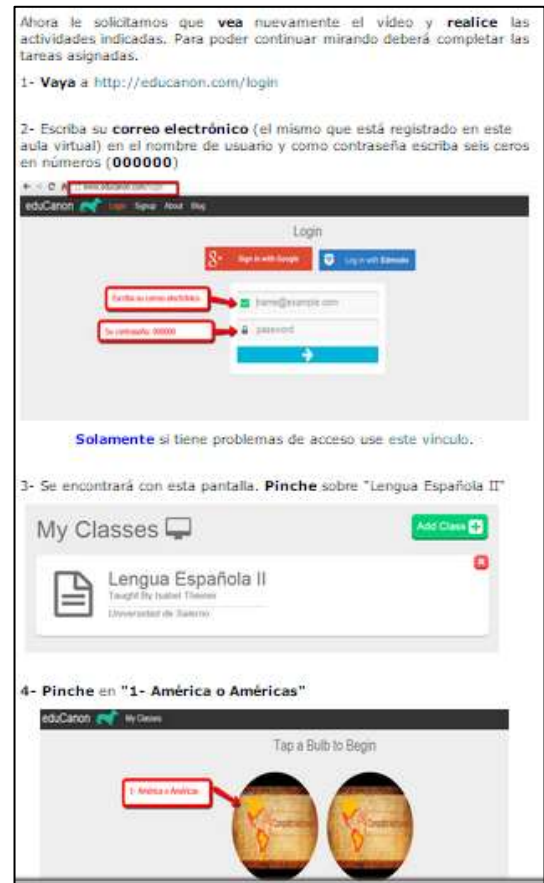 Ahora le solicitamos que vea nuevamente el vídeo y realice las
actividades indicadas. Para poder continuar mirando deberá completar las
tareas asignadas.
1- Vaya a http://educanon.com/login
2- Escriba su correo electrónico (el mismo que está registrado en este
aula virtual) en el nombre de usuario y como contraseña escriba seis ceros
en números (000000)
www.educanon.com/login
eduCanon Login Signup About Blog
Login
Sign in with Google Log in with Edmodo
Escriba su correo electrónico
name@example.com
Su contraseña: 000000
password
Solamente si tiene problemas de acceso use este vínculo.
3- Se encontrará con esta pantalla. Pinche sobre "Lengua Española II"
My Classes
Add Class
Lengua Española II
Taught By Isabel
Universidad de Salerno
4- Pinche en "1- América o Américas"
eduCanon My Classes
Tap a Bulb to Begin
1- América o Américas